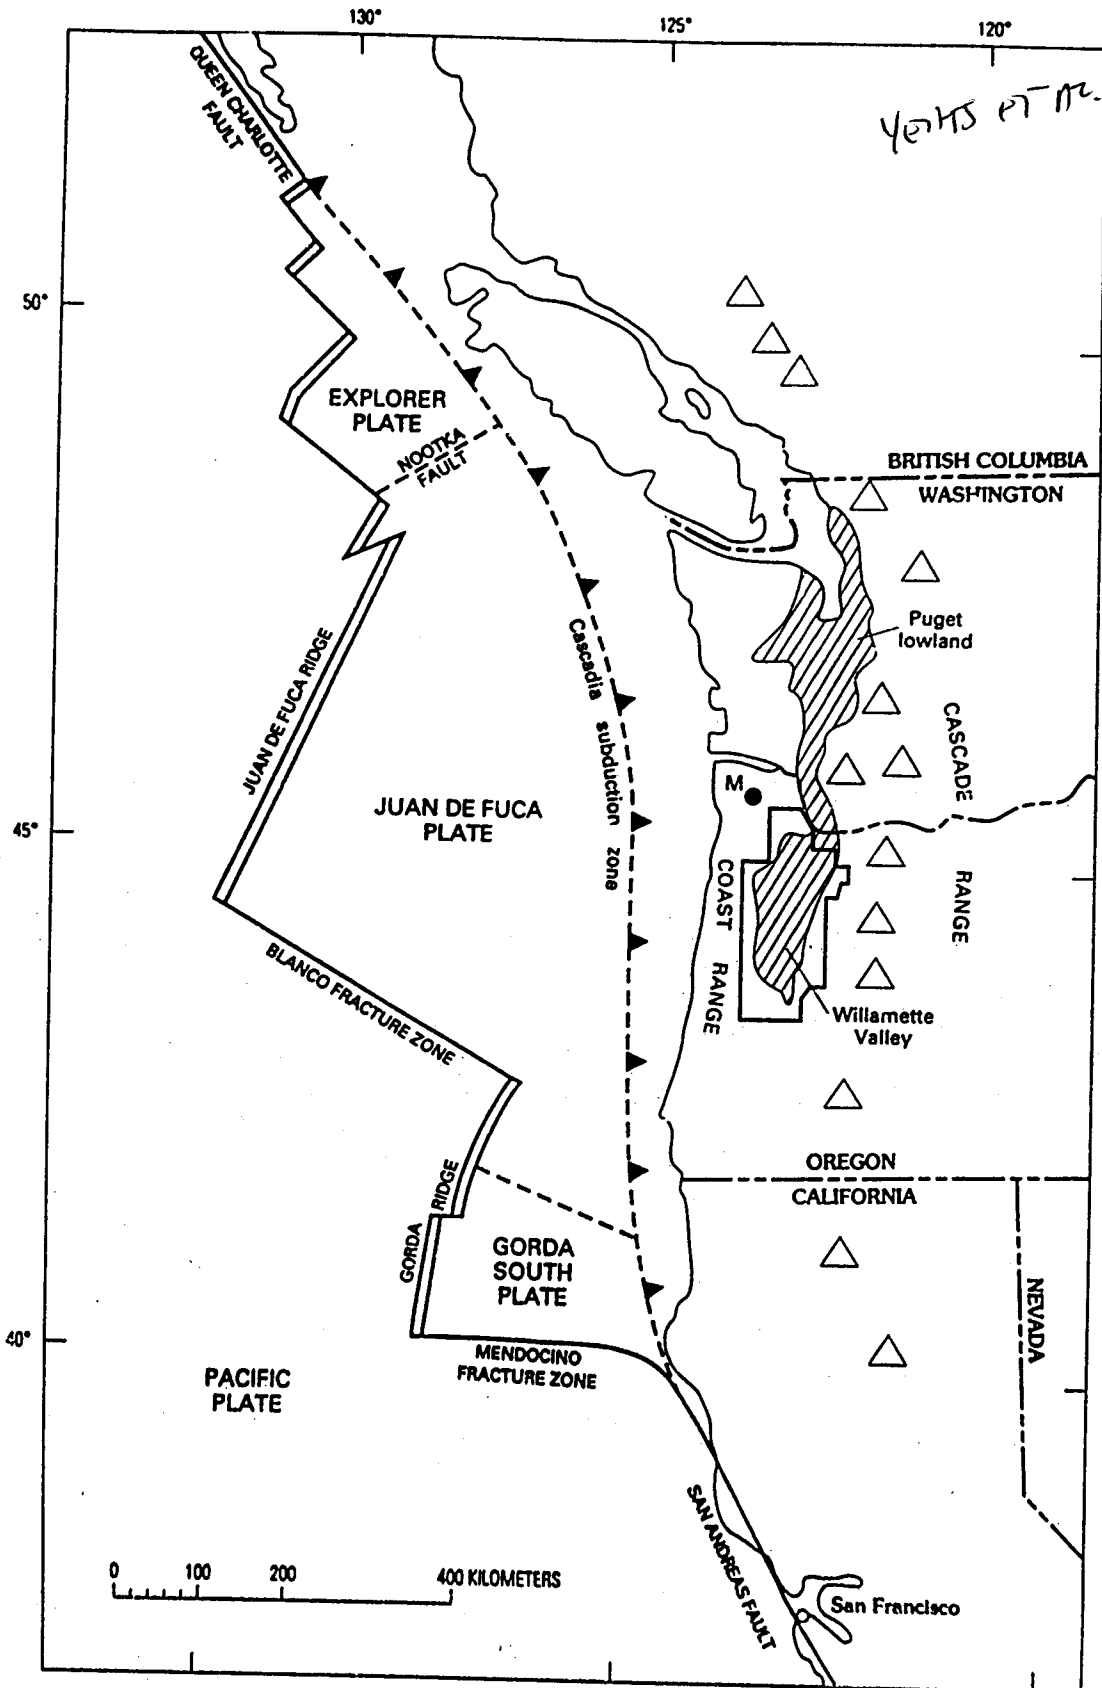 130°
125°
120°
QUEEN CHARLOTTE
FAULT
50°
EXPLORER
PLATE
NOOTKA
FAULT
BRITISH COLUMBIA
WASHINGTON
Puget
lowland
Cascadia subduction zone
JUAN DE FUCA RIDGE
CASCADE
RANGE
M
JUAN DE FUCA
PLATE
45°
COAST
RANGE
BLANCO FRACTURE ZONE
Willamette
Valley
OREGON
CALIFORNIA
GORDA
RIDGE
GORDA
SOUTH
PLATE
NEVADA
40°
MENDOCINO
FRACTURE ZONE
PACIFIC
PLATE
SAN ANDREAS FAULT
0 100 200 400 KILOMETERS
San Francisco